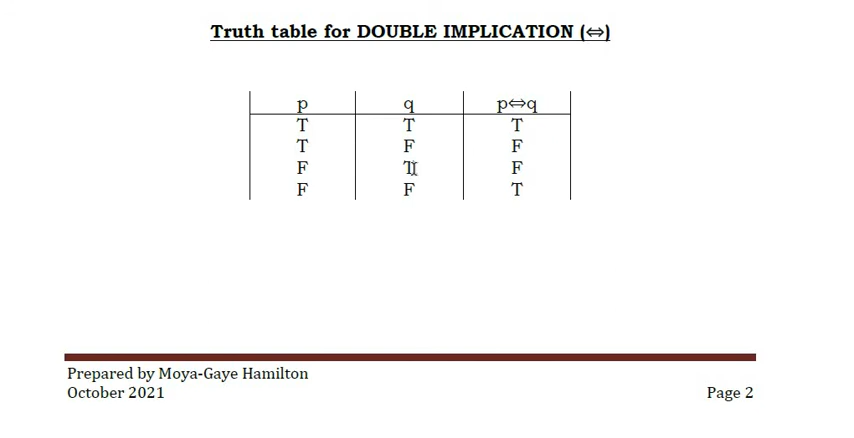 Truth table for DOUBLE IMPLICATION (⇔)
p q p⇔q
T T T
T F F
F T F
F F T
Prepared by Moya-Gaye Hamilton
October 2021 Page 2